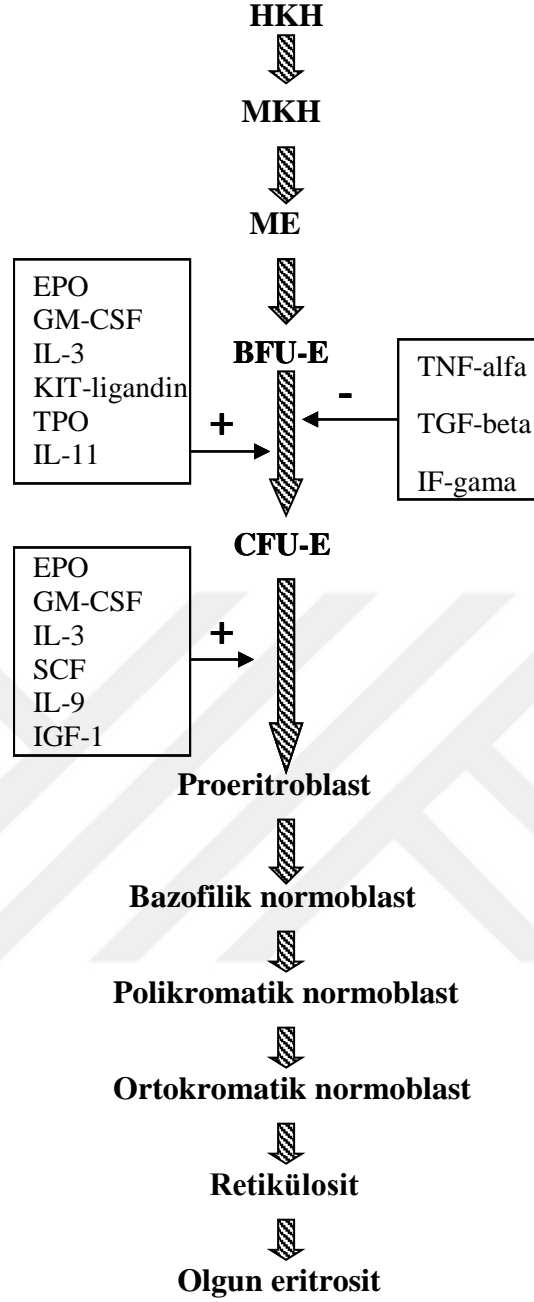 HKH
MKH
ME
EPO
GM-CSF
IL-3
KIT-ligandin
TPO
IL-11
+
BFU-E
-
TNF-alfa
TGF-beta
IF-gama
CFU-E
EPO
GM-CSF
IL-3
SCF
IL-9
IGF-1
+
Proeritroblast
Bazofilik normoblast
Polikromatik normoblast
Ortokromatik normoblast
Retikülosit
Olgun eritrosit